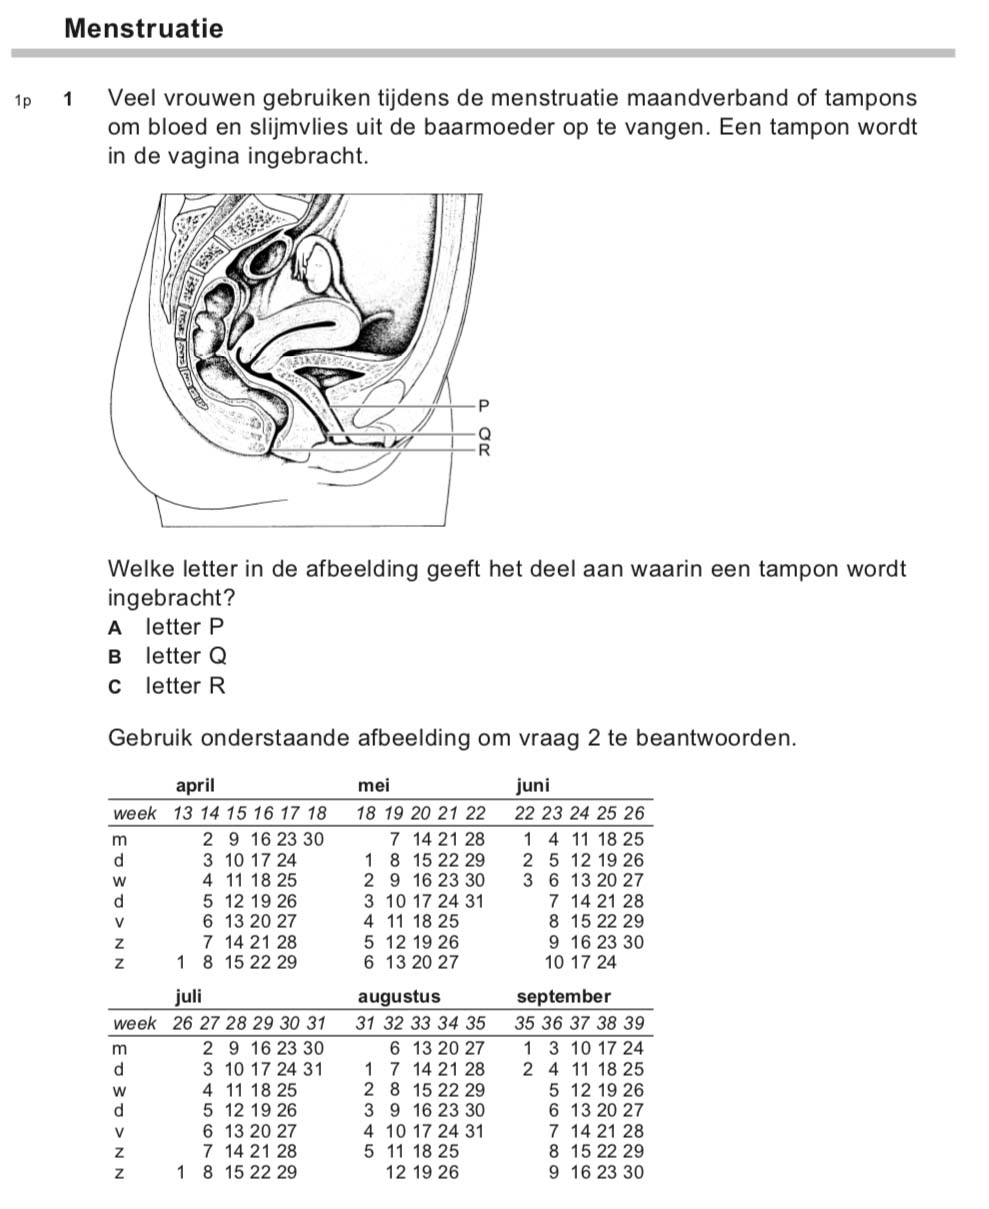 Menstruatie
1p 1 Veel vrouwen gebruiken tijdens de menstruatie maandverband of tampons
om bloed en slijmvlies uit de baarmoeder op te vangen. Een tampon wordt
in de vagina ingebracht.
P
Q
R
Welke letter in de afbeelding geeft het deel aan waarin een tampon wordt
ingebracht?
A letter P
B letter Q
C letter R
Gebruik onderstaande afbeelding om vraag 2 te beantwoorden.
april mei juni
week 13 14 15 16 17 18 18 19 20 21 22 22 23 24 25 26
m 2 9 16 23 30 7 14 21 28 1 4 11 18 25
d 3 10 17 24 1 8 15 22 29 2 5 12 19 26
w 4 11 18 25 2 9 16 23 30 3 6 13 20 27
d 5 12 19 26 3 10 17 24 31 7 14 21 28
v 6 13 20 27 4 11 18 25 8 15 22 29
z 7 14 21 28 5 12 19 26 9 16 23 30
z 1 8 15 22 29 6 13 20 27 10 17 24
juli augustus september
week 26 27 28 29 30 31 31 32 33 34 35 35 36 37 38 39
m 2 9 16 23 30 6 13 20 27 1 3 10 17 24
d 3 10 17 24 31 1 7 14 21 28 2 4 11 18 25
w 4 11 18 25 2 8 15 22 29 5 12 19 26
d 5 12 19 26 3 9 16 23 30 6 13 20 27
v 6 13 20 27 4 10 17 24 31 7 14 21 28
z 7 14 21 28 5 11 18 25 8 15 22 29
z 1 8 15 22 29 12 19 26 9 16 23 30